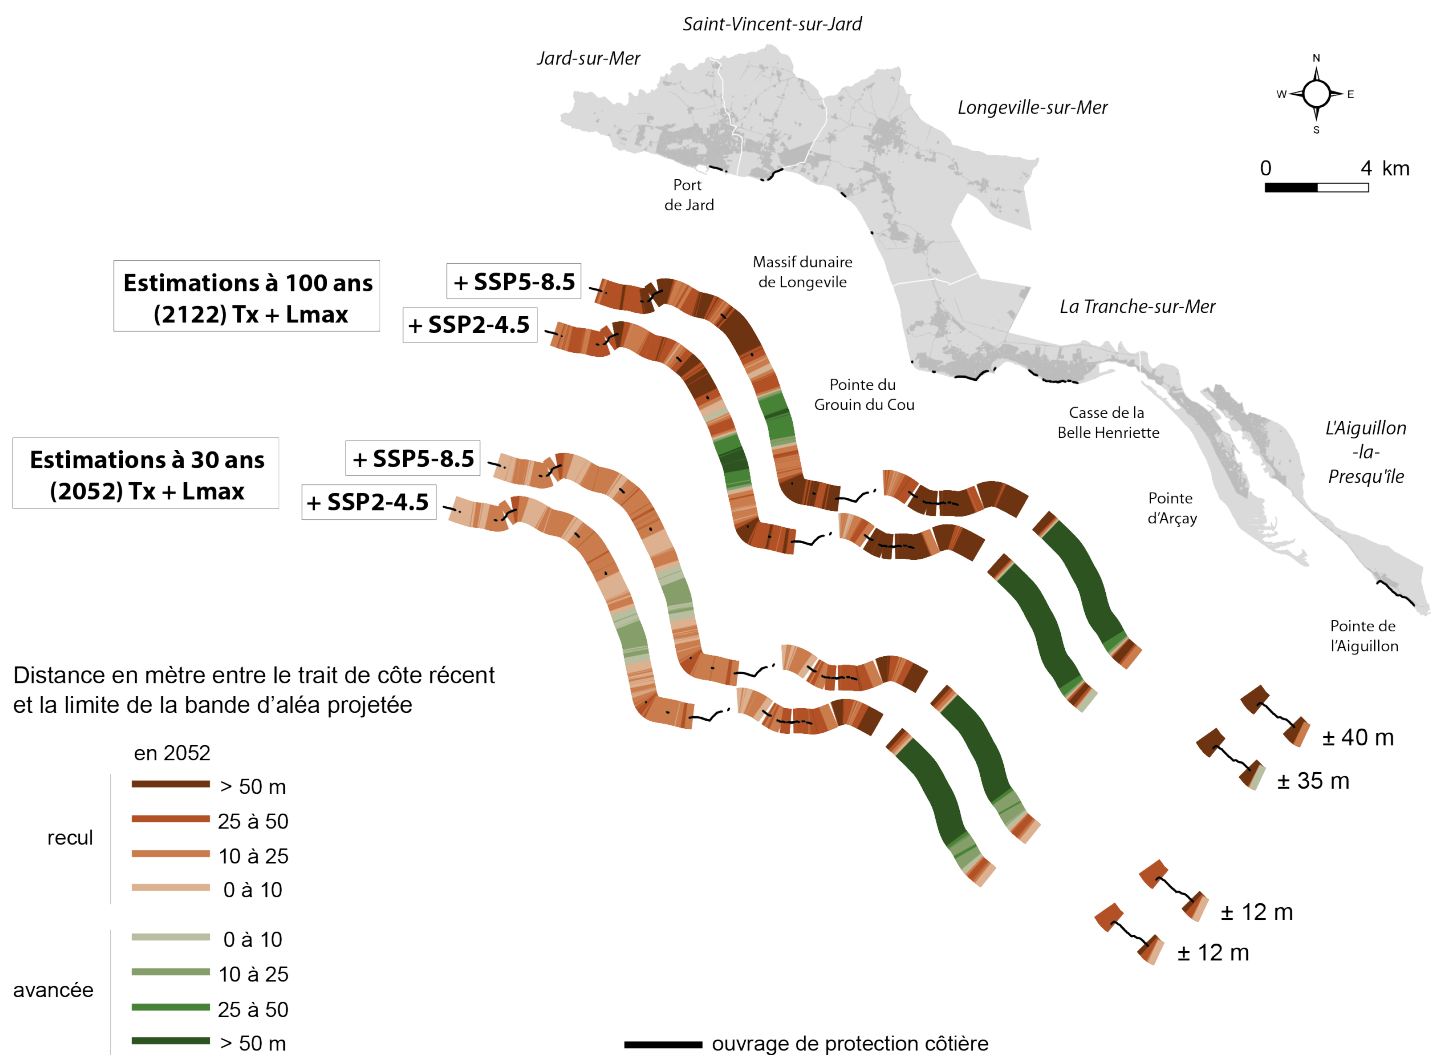 Saint-Vincent-sur-Jard
Jard-sur-Mer
Longeville-sur-Mer
N
W
E
S
0
4 km
Port
de Jard
Massif dunaire
de Longevile
La Tranche-sur-Mer
Pointe du
Grouin du Cou
Casse de la
Belle Henriette
L'Aiguillon
-la-
Presqu'île
Pointe
d'Arçay
Pointe de
l'Aiguillon
Estimations à 100 ans
(2122) Tx + Lmax
+ SSP5-8.5
+ SSP2-4.5
Estimations à 30 ans
(2052) Tx + Lmax
+ SSP5-8.5
+ SSP2-4.5
± 40 m
± 35 m
± 12 m
± 12 m
Distance en mètre entre le trait de côte récent
et la limite de la bande d'aléa projetée
en 2052
recul
> 50 m
25 à 50
10 à 25
0 à 10
avancée
0 à 10
10 à 25
25 à 50
> 50 m
ouvrage de protection côtière